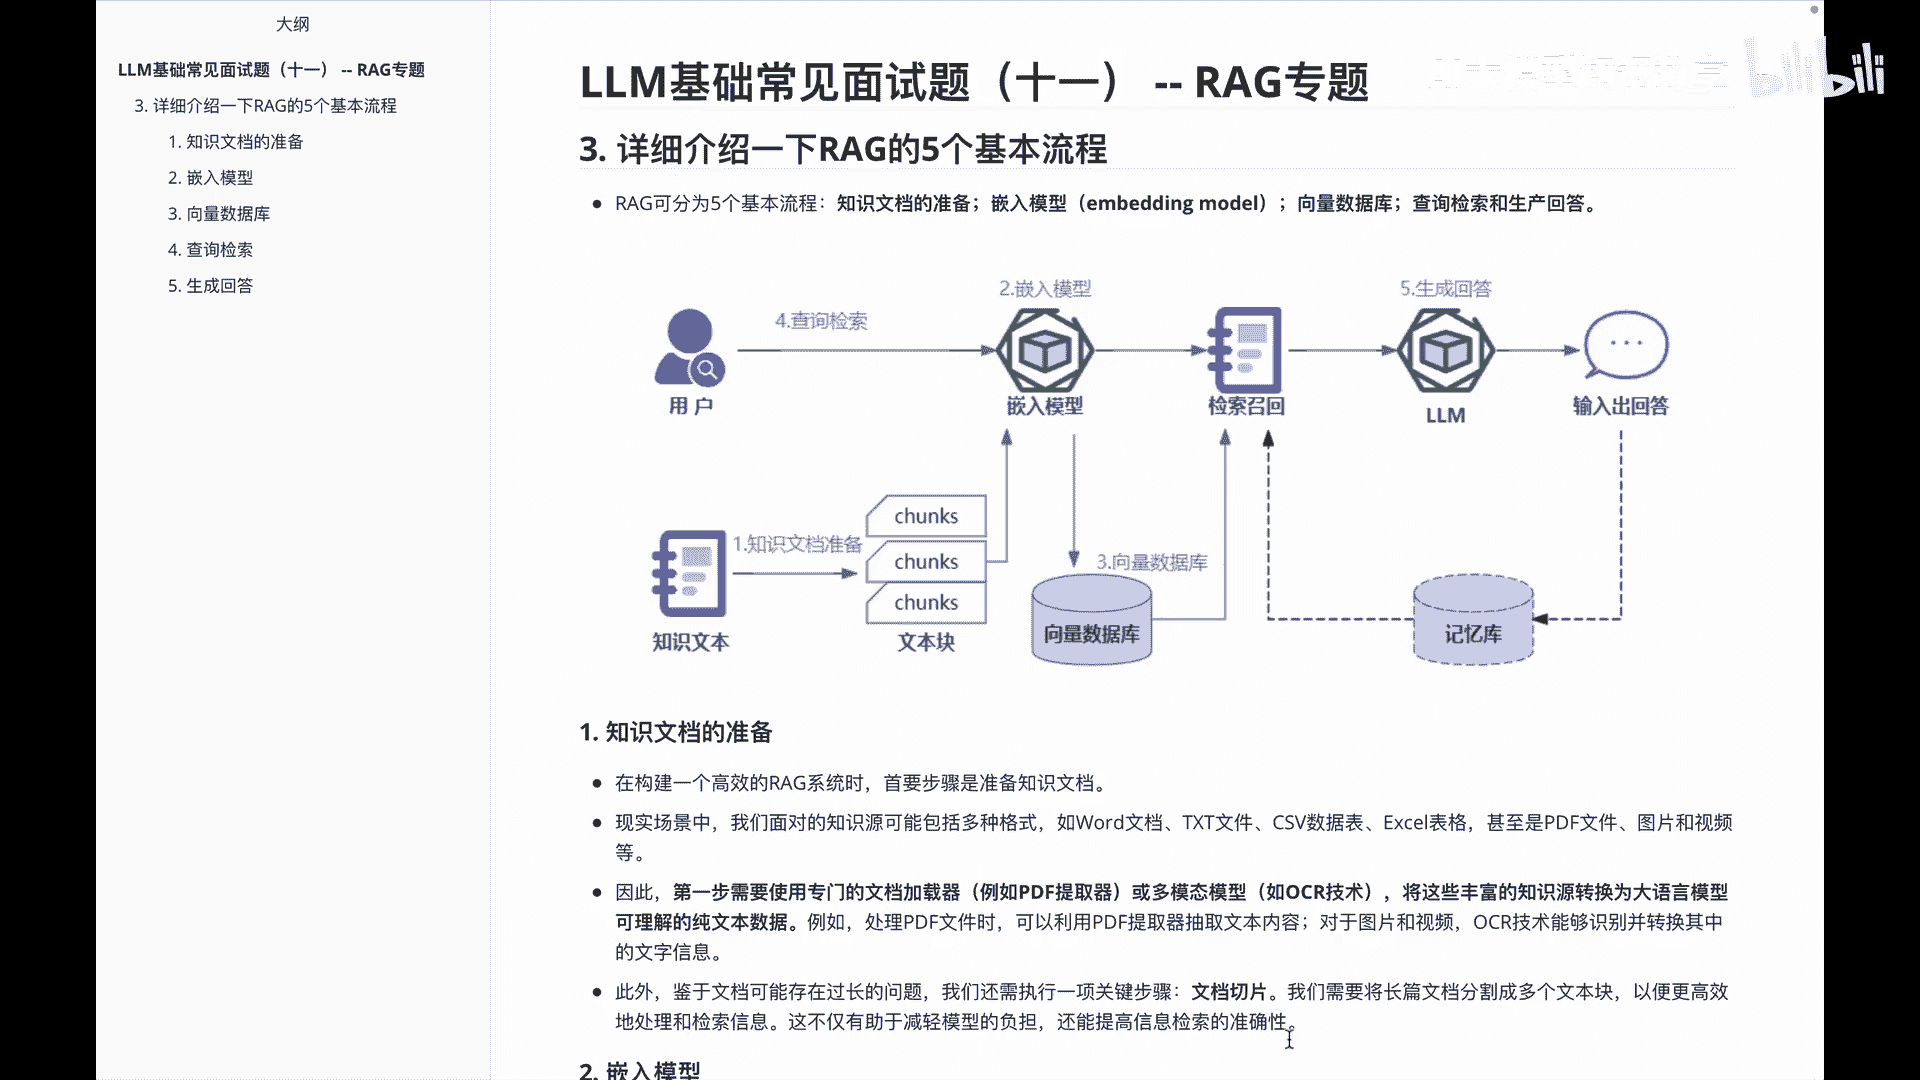 大纲
LLM基础常见面试题（十一） -- RAG专题
3. 详细介绍一下RAG的5个基本流程
1. 知识文档的准备
2. 嵌入模型
3. 向量数据库
4. 查询检索
5. 生成回答
LLM基础常见面试题（十一） -- RAG专题
bilibili
3. 详细介绍一下RAG的5个基本流程
RAG可分为5个基本流程：知识文档的准备；嵌入模型（embedding model）；向量数据库；查询检索和生产回答。
4.查询检索
2.嵌入模型
5.生成回答
用 户
嵌入模型
检索召回
LLM
输入出回答
1.知识文档准备
chunks
chunks
chunks
3.向量数据库
向量数据库
记忆库
知识文本
文本块
1. 知识文档的准备
在构建一个高效的RAG系统时，首要步骤是准备知识文档。
现实场景中，我们面对的知识源可能包括多种格式，如Word文档、TXT文件、CSV数据表、Excel表格，甚至是PDF文件、图片和视频
等。
因此，第一步需要使用专门的文档加载器（例如PDF提取器）或多模态模型（如OCR技术），将这些丰富的知识源转换为大语言模型
可理解的纯文本数据。例如，处理PDF文件时，可以利用PDF提取器抽取文本内容；对于图片和视频，OCR技术能够识别并转换其中
的文字信息。
此外，鉴于文档可能存在过长的问题，我们还需执行一项关键步骤：文档切片。我们需要将长篇文档分割成多个文本块，以便更高效
地处理和检索信息。这不仅有助于减轻模型的负担，还能提高信息检索的准确性。
2. 嵌入模型